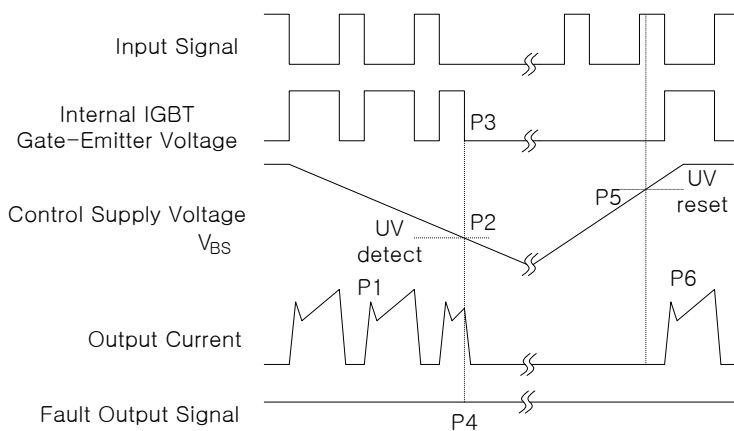 Input Signal
Internal IGBT
Gate-Emitter Voltage
P3
Control Supply Voltage
VBS
UV
detect
P2
P5
UV
reset
P1
P6
Output Current
Fault Output Signal
P4